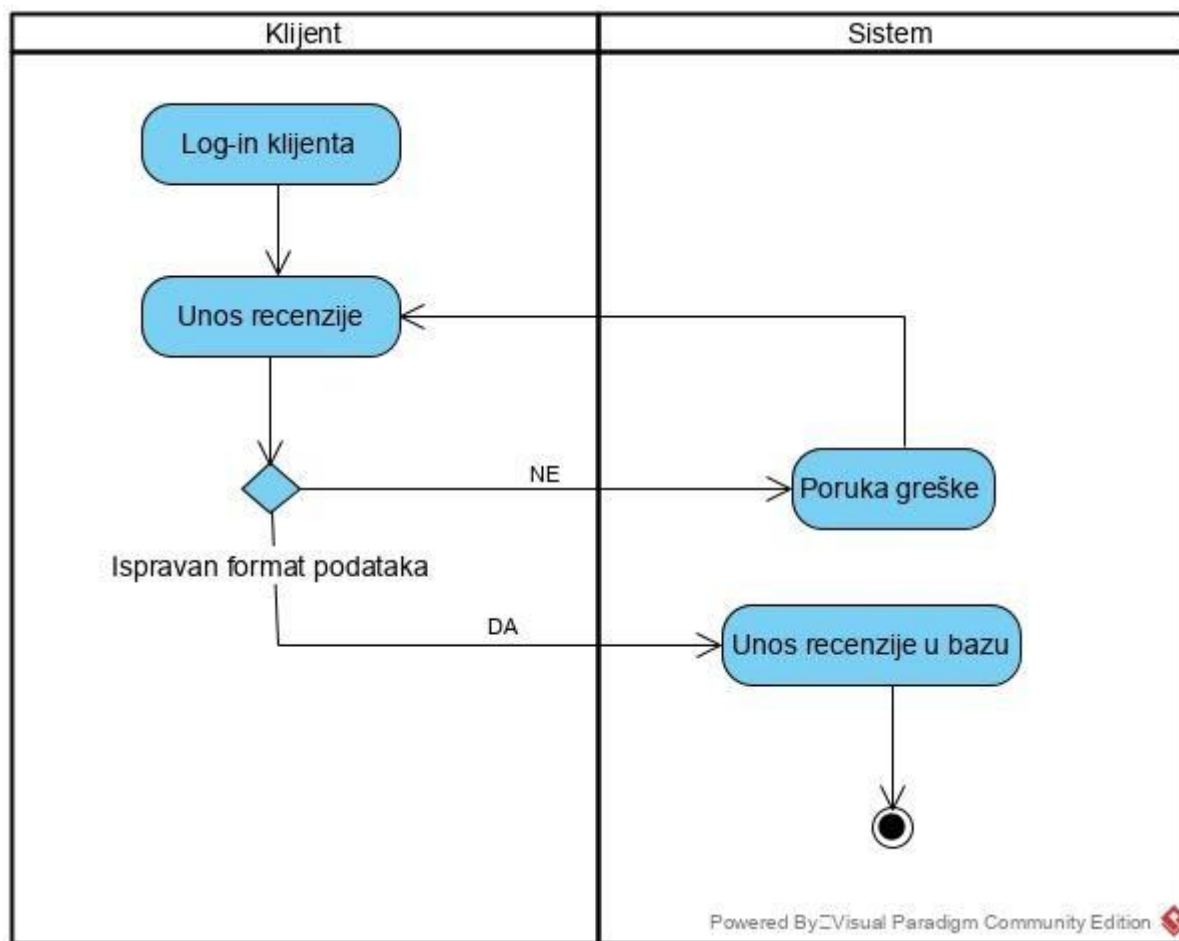 Klijent
Sistem
Log-in klijenta
Unos recenzije
NE
Poruka greške
Ispravan format podataka
DA
Unos recenzije u bazu
Powered By Visual Paradigm Community Edition